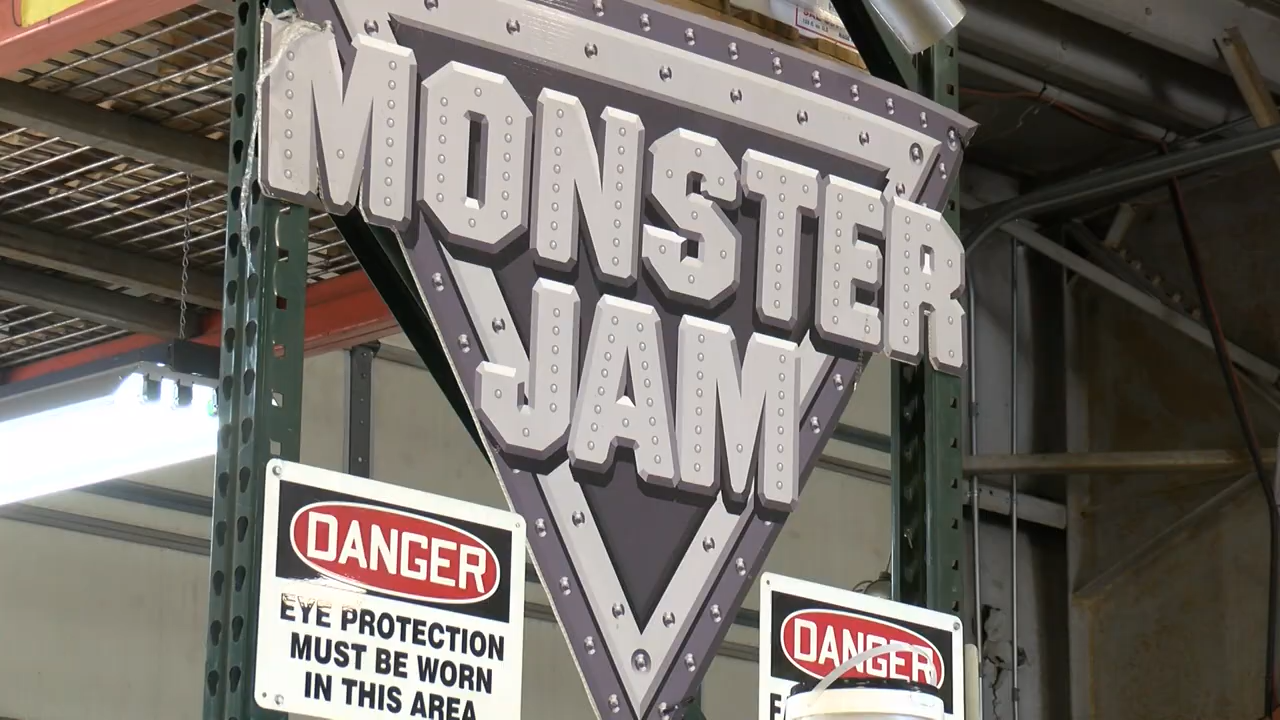 MONSTER
JAM
DANGER
EYE PROTECTION
MUST BE WORN
IN THIS AREA
DANGER